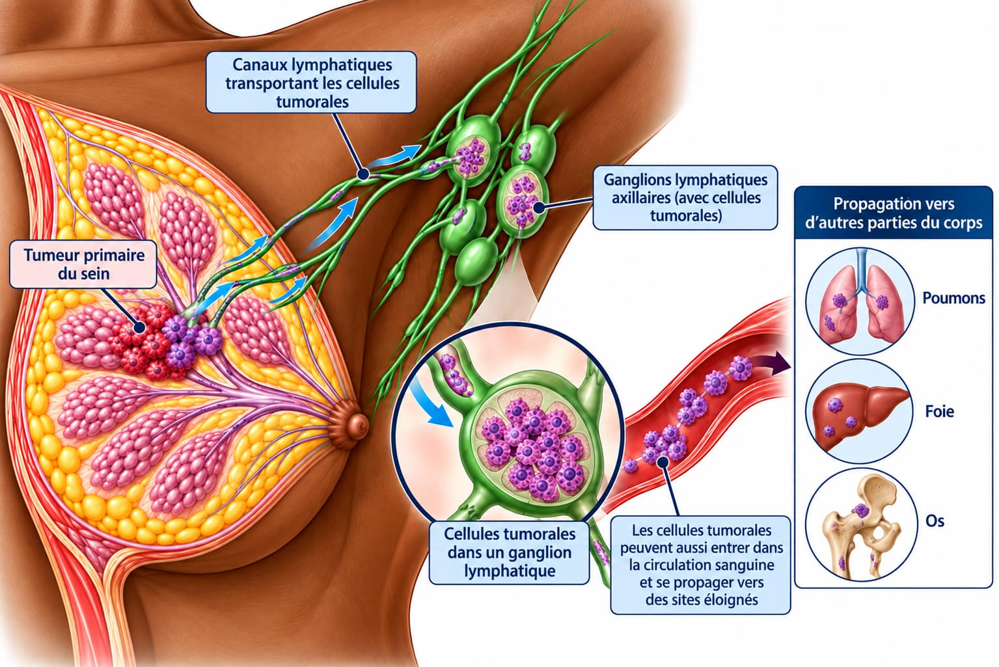 Canaux lymphatiques
transportant les cellules
tumorales
Tumeur primaire
du sein
Ganglions lymphatiques
axillaires (avec cellules
tumorales)
Cellules tumorales
dans un ganglion
lymphatique
Les cellules tumorales
peuvent aussi entrer dans
la circulation sanguine
et se propager vers
des sites éloignés
Propagation vers
d'autres parties du corps
Poumons
Foie
Os